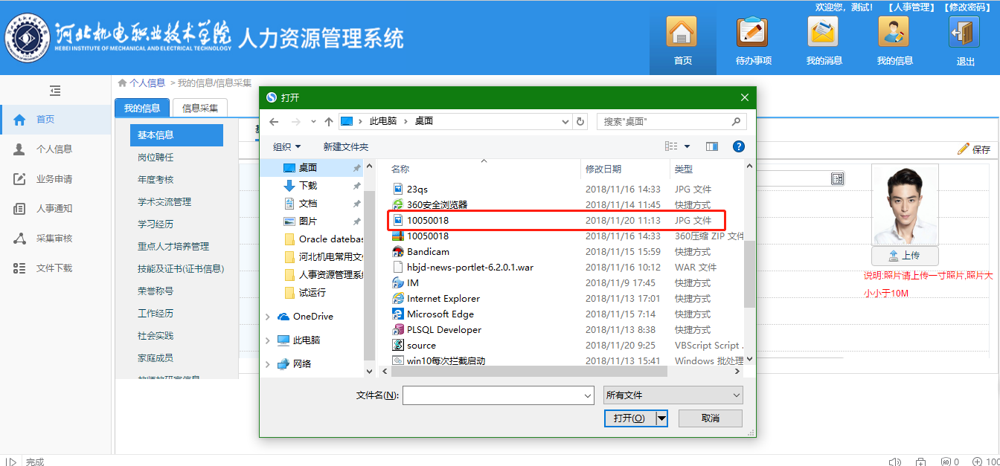 欢迎您，测试！ 【人事管理】 【修改密码】
河北机电职业技术学院 人力资源管理系统
HEBEI INSTITUTE OF MECHANICAL AND ELECTRICAL TECHNOLOGY
首页 待办事项 我的消息 我的信息 退出
首页
个人信息
业务申请
人事通知
采集审核
文件下载
个人信息 > 我的信息/信息采集
我的信息 信息采集
基本信息
岗位聘任
年度考核
学术交流管理
学习经历
重点人才培养管理
技能及证书(证书信息)
荣誉称号
工作经历
社会实践
家庭成员
保存
上传
说明:照片请上传一寸照片,照片大
小小于10M
打开
此电脑 桌面
搜索"桌面"
组织 新建文件夹
桌面
下载
文档
图片
Oracle datebas
河北机电常用文
人事资源管理系
试运行
OneDrive
此电脑
网络
名称 修改日期 类型
23qs 2018/11/16 14:33 JPG 文件
360安全浏览器 2018/11/14 11:45 快捷方式
10050018 2018/11/20 11:13 JPG 文件
10050018 2018/11/16 14:33 360压缩 ZIP 文件
Bandicam 2018/11/15 15:59 快捷方式
hbjd-news-portlet-6.2.0.1.war 2018/11/16 10:12 WAR 文件
IM 2018/11/9 17:45 快捷方式
Internet Explorer 2018/11/13 17:01 快捷方式
Microsoft Edge 2018/11/15 7:14 快捷方式
PLSQL Developer 2018/11/13 8:38 快捷方式
source 2018/11/20 9:25 VBScript Script .
win10每次拦截启动 2018/11/13 15:41 Windows 批处理
文件名(N): 所有文件
打开(O) 取消
完成 0 100